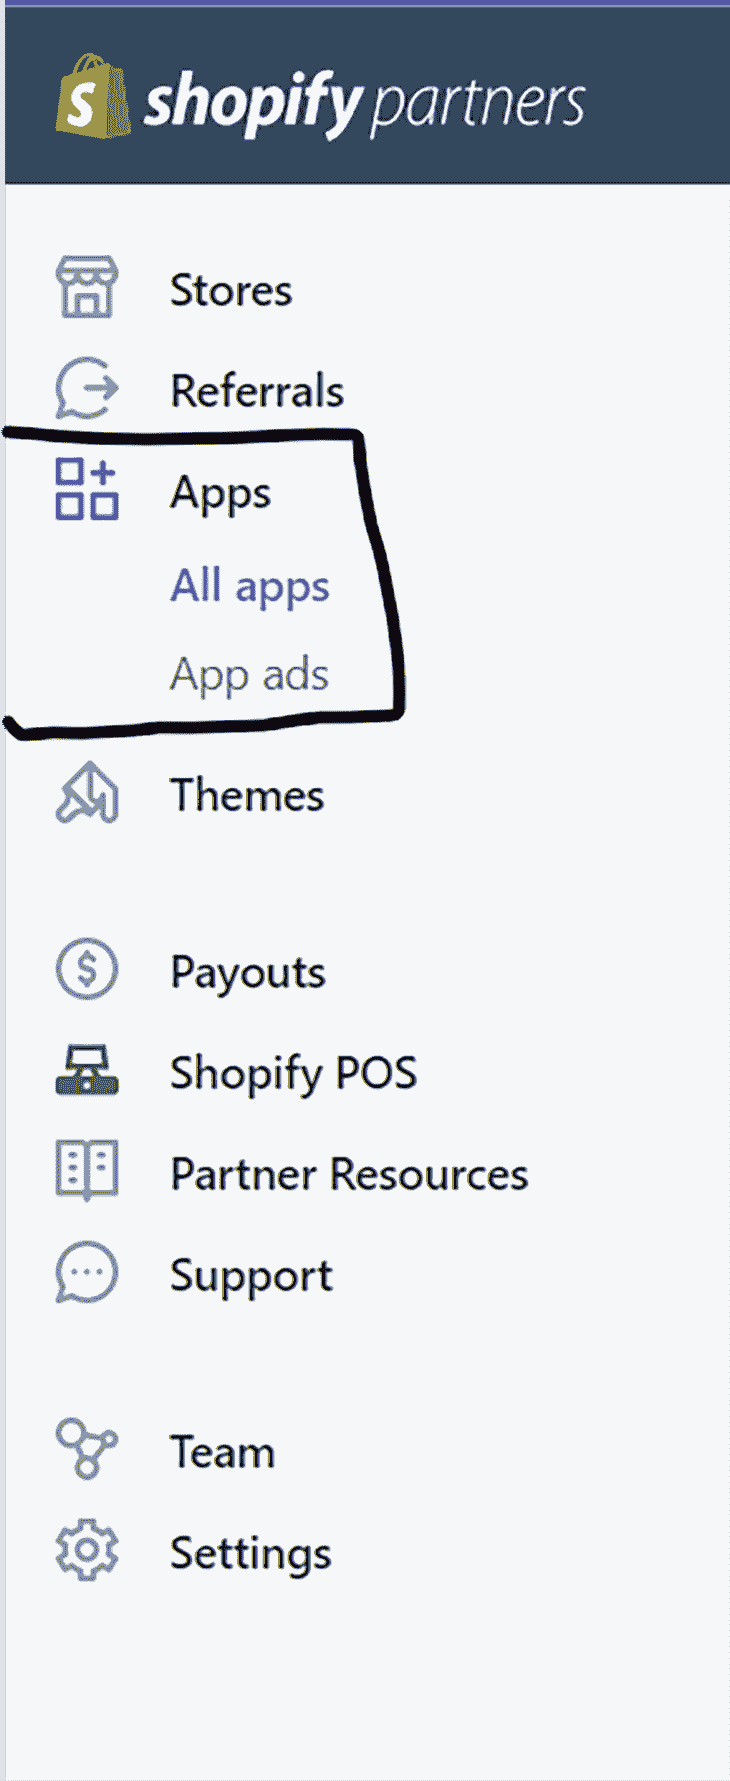 shopify partners
Stores
Referrals
Apps
All apps
App ads
Themes
Payouts
Shopify POS
Partner Resources
Support
Team
Settings